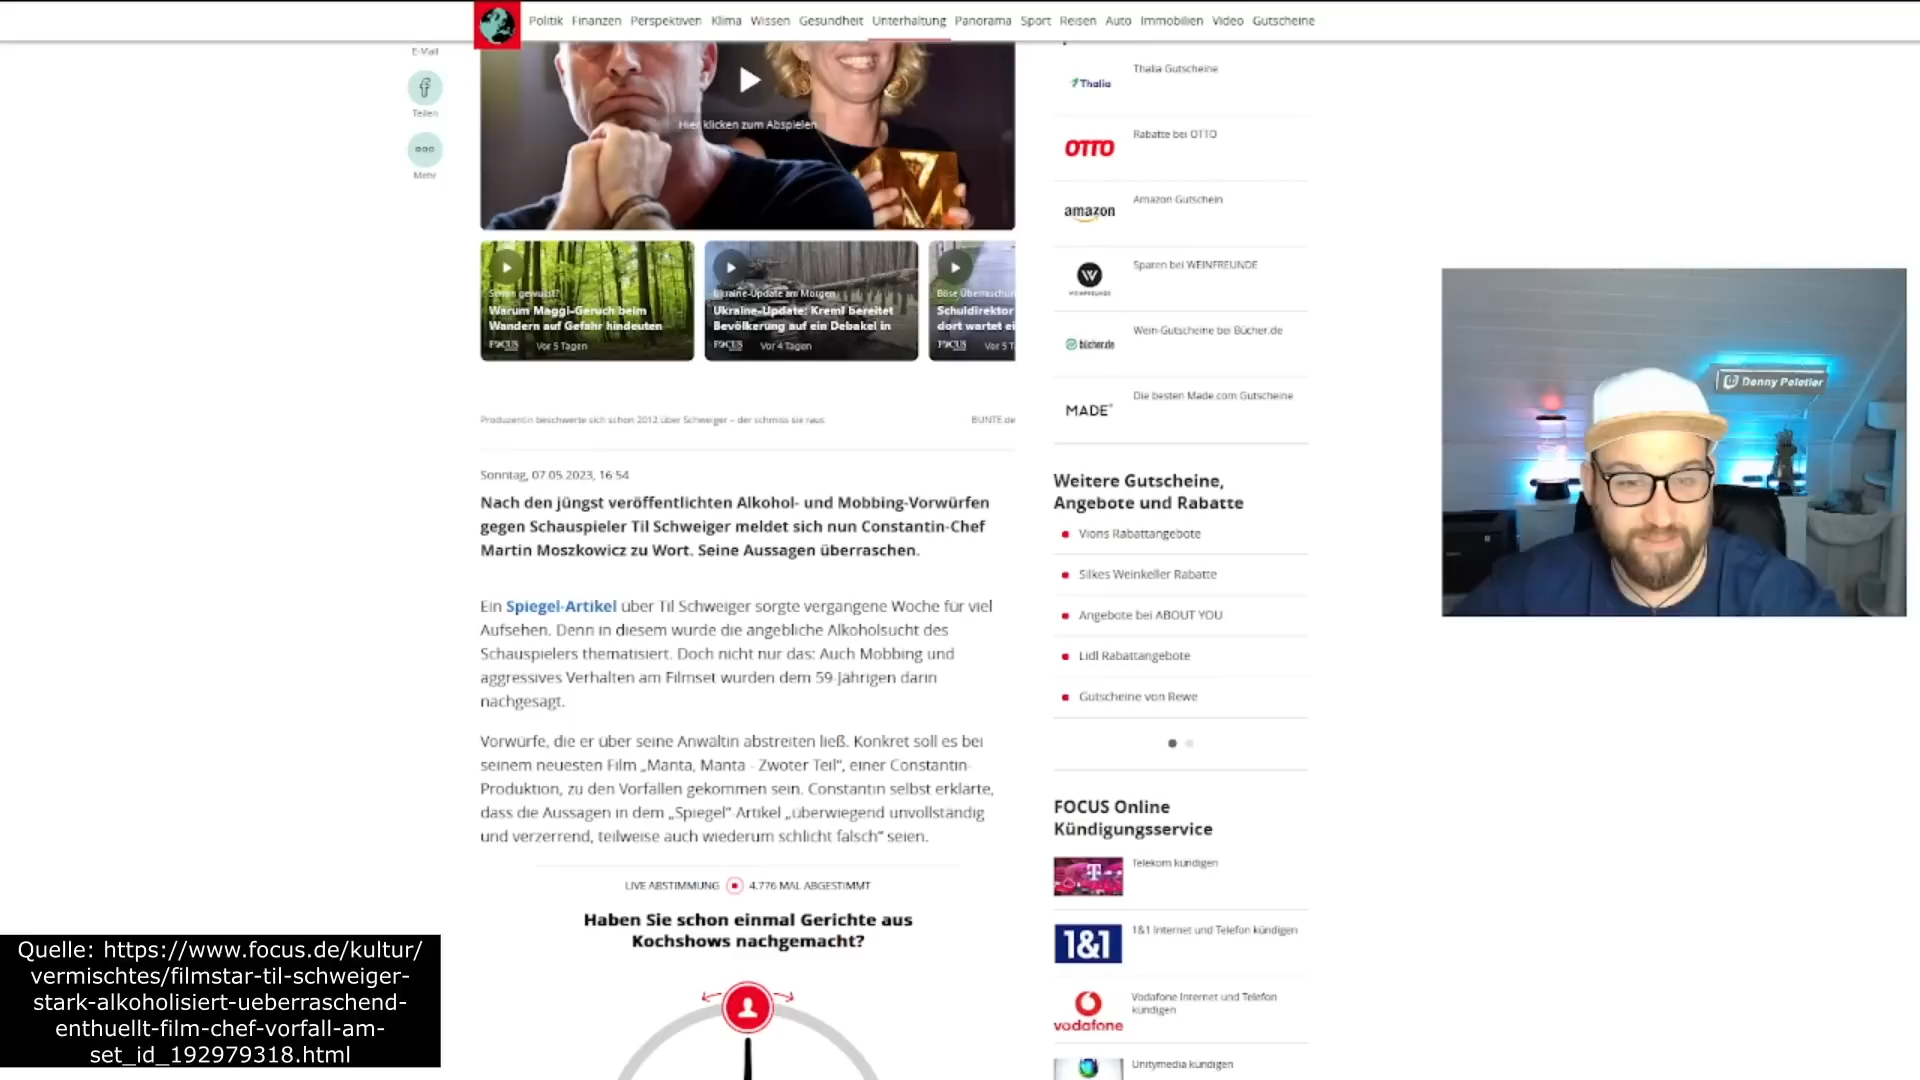 Politik Finanzen Perspektiven Klima Wissen Gesundheit Unterhaltung Panorama Sport Reisen Auto Immobilien Video Gutscheine
E-Mail
Teilen
Mehr
Hier klicken zum Abspielen
Schon gewusst?
Warum Maggi-Geruch beim
Wandern auf Gefahr hindeuten
FOCUS Vor 5 Tagen
Ukraine-Update am Morgen
Ukraine-Update: Kreml bereitet
Bevölkerung auf ein Debakel in
FOCUS Vor 4 Tagen
Böse Überraschun
Schuldirektor
dort wartet ei
FOCUS Vor 5 T
Produzentin beschwerte sich schon 2012 über Schweiger – der schmiss sie raus
BUNTE.de
Sonntag, 07.05.2023, 16:54
Nach den jüngst veröffentlichten Alkohol- und Mobbing-Vorwürfen
gegen Schauspieler Til Schweiger meldet sich nun Constantin-Chef
Martin Moszkowicz zu Wort. Seine Aussagen überraschen.
Ein Spiegel-Artikel über Til Schweiger sorgte vergangene Woche für viel
Aufsehen. Denn in diesem wurde die angebliche Alkoholsucht des
Schauspielers thematisiert. Doch nicht nur das: Auch Mobbing und
aggressives Verhalten am Filmset wurden dem 59-Jährigen darin
nachgesagt.
Vorwürfe, die er über seine Anwältin abstreiten ließ. Konkret soll es bei
seinem neuesten Film „Manta, Manta - Zwoter Teil", einer Constantin-
Produktion, zu den Vorfällen gekommen sein. Constantin selbst erklärte,
dass die Aussagen in dem „Spiegel"-Artikel „überwiegend unvollständig
und verzerrend, teilweise auch wiederum schlicht falsch" seien.
LIVE ABSTIMMUNG 4.776 MAL ABGESTIMMT
Haben Sie schon einmal Gerichte aus
Kochshows nachgemacht?
Thalia
Thalia Gutscheine
OTTO
Rabatte bei OTTO
amazon
Amazon Gutschein
WEINFREUNDE
Sparen bei WEINFREUNDE
bücher.de
Wein-Gutscheine bei Bücher.de
MADE
Die besten Made.com Gutscheine
Weitere Gutscheine,
Angebote und Rabatte
Vions Rabattangebote
Silkes Weinkeller Rabatte
Angebote bei ABOUT YOU
Lidl Rabattangebote
Gutscheine von Rewe
FOCUS Online
Kündigungsservice
T
Telekom kündigen
1&1
1&1 Internet und Telefon kündigen
vodafone
Vodafone Internet und Telefon
kündigen
Unitymedia kündigen
Denny Pelatier
Quelle: https://www.focus.de/kultur/
vermischtes/filmstar-til-schweiger-
stark-alkoholisiert-ueberraschend-
enthuellt-film-chef-vorfall-am-
set_id_192979318.html